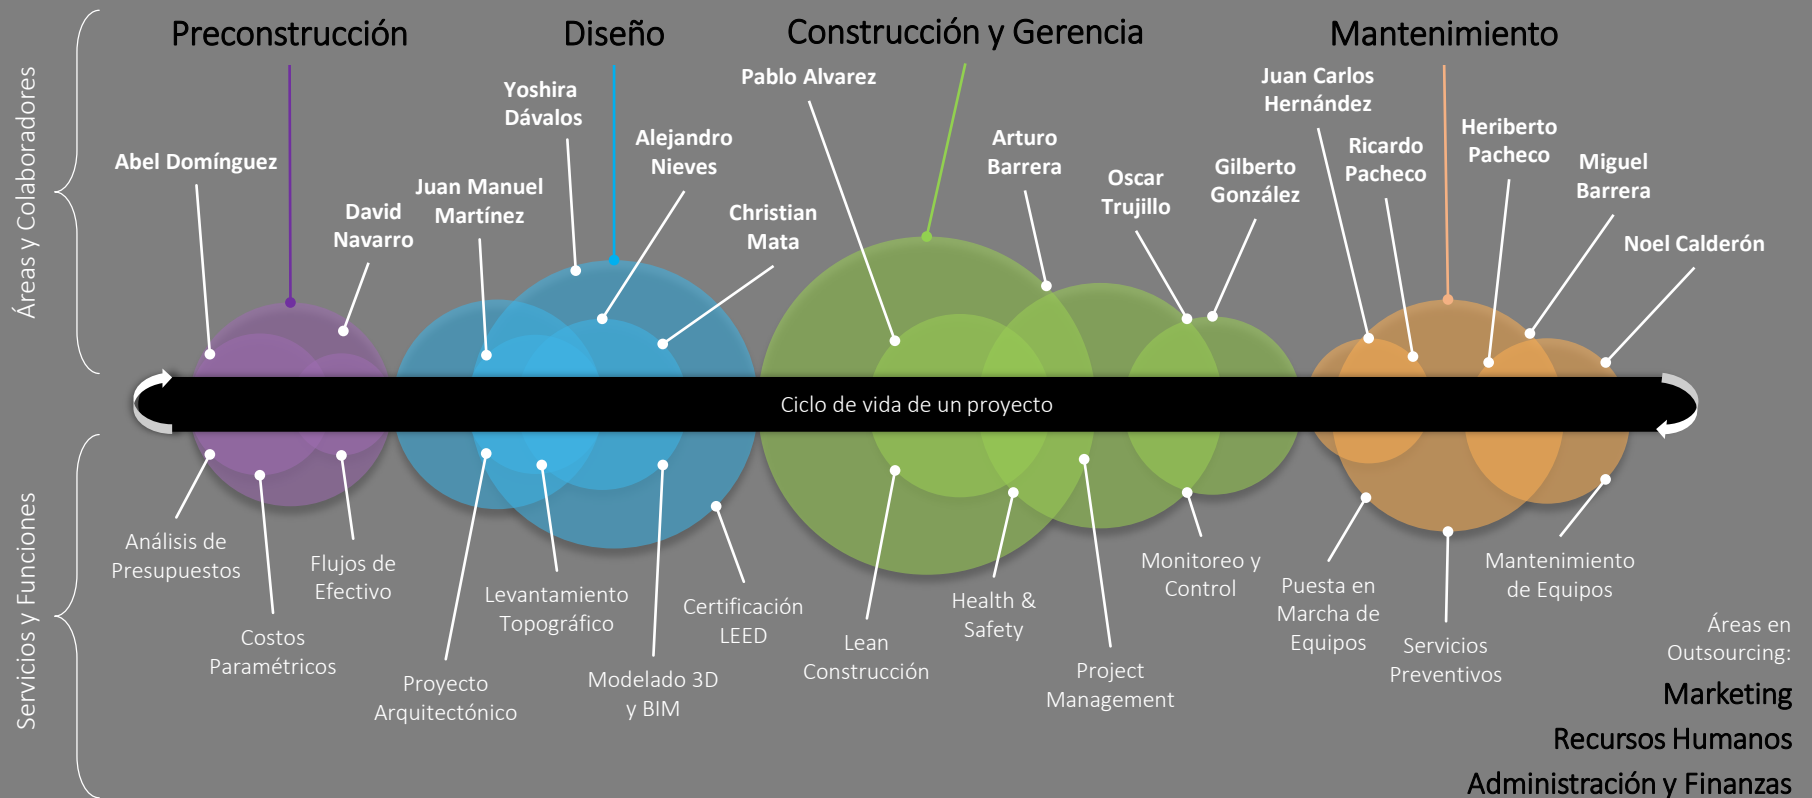 Áreas y Colaboradores
Preconstrucción
Diseño
Construcción y Gerencia
Mantenimiento
Abel Domínguez
David
Navarro
Juan Manuel
Martínez
Yoshira
Dávalos
Alejandro
Nieves
Christian
Mata
Pablo Alvarez
Arturo
Barrera
Oscar
Trujillo
Gilberto
González
Juan Carlos
Hernández
Ricardo
Pacheco
Heriberto
Pacheco
Miguel
Barrera
Noel Calderón
Ciclo de vida de un proyecto
Servicios y Funciones
Análisis de
Presupuestos
Costos
Paramétricos
Flujos de
Efectivo
Proyecto
Arquitectónico
Levantamiento
Topográfico
Modelado 3D
y BIM
Certificación
LEED
Lean
Construcción
Health &
Safety
Project
Management
Monitoreo y
Control
Puesta en
Marcha de
Equipos
Servicios
Preventivos
Mantenimiento
de Equipos
Áreas en
Outsourcing:
Marketing
Recursos Humanos
Administración y Finanzas